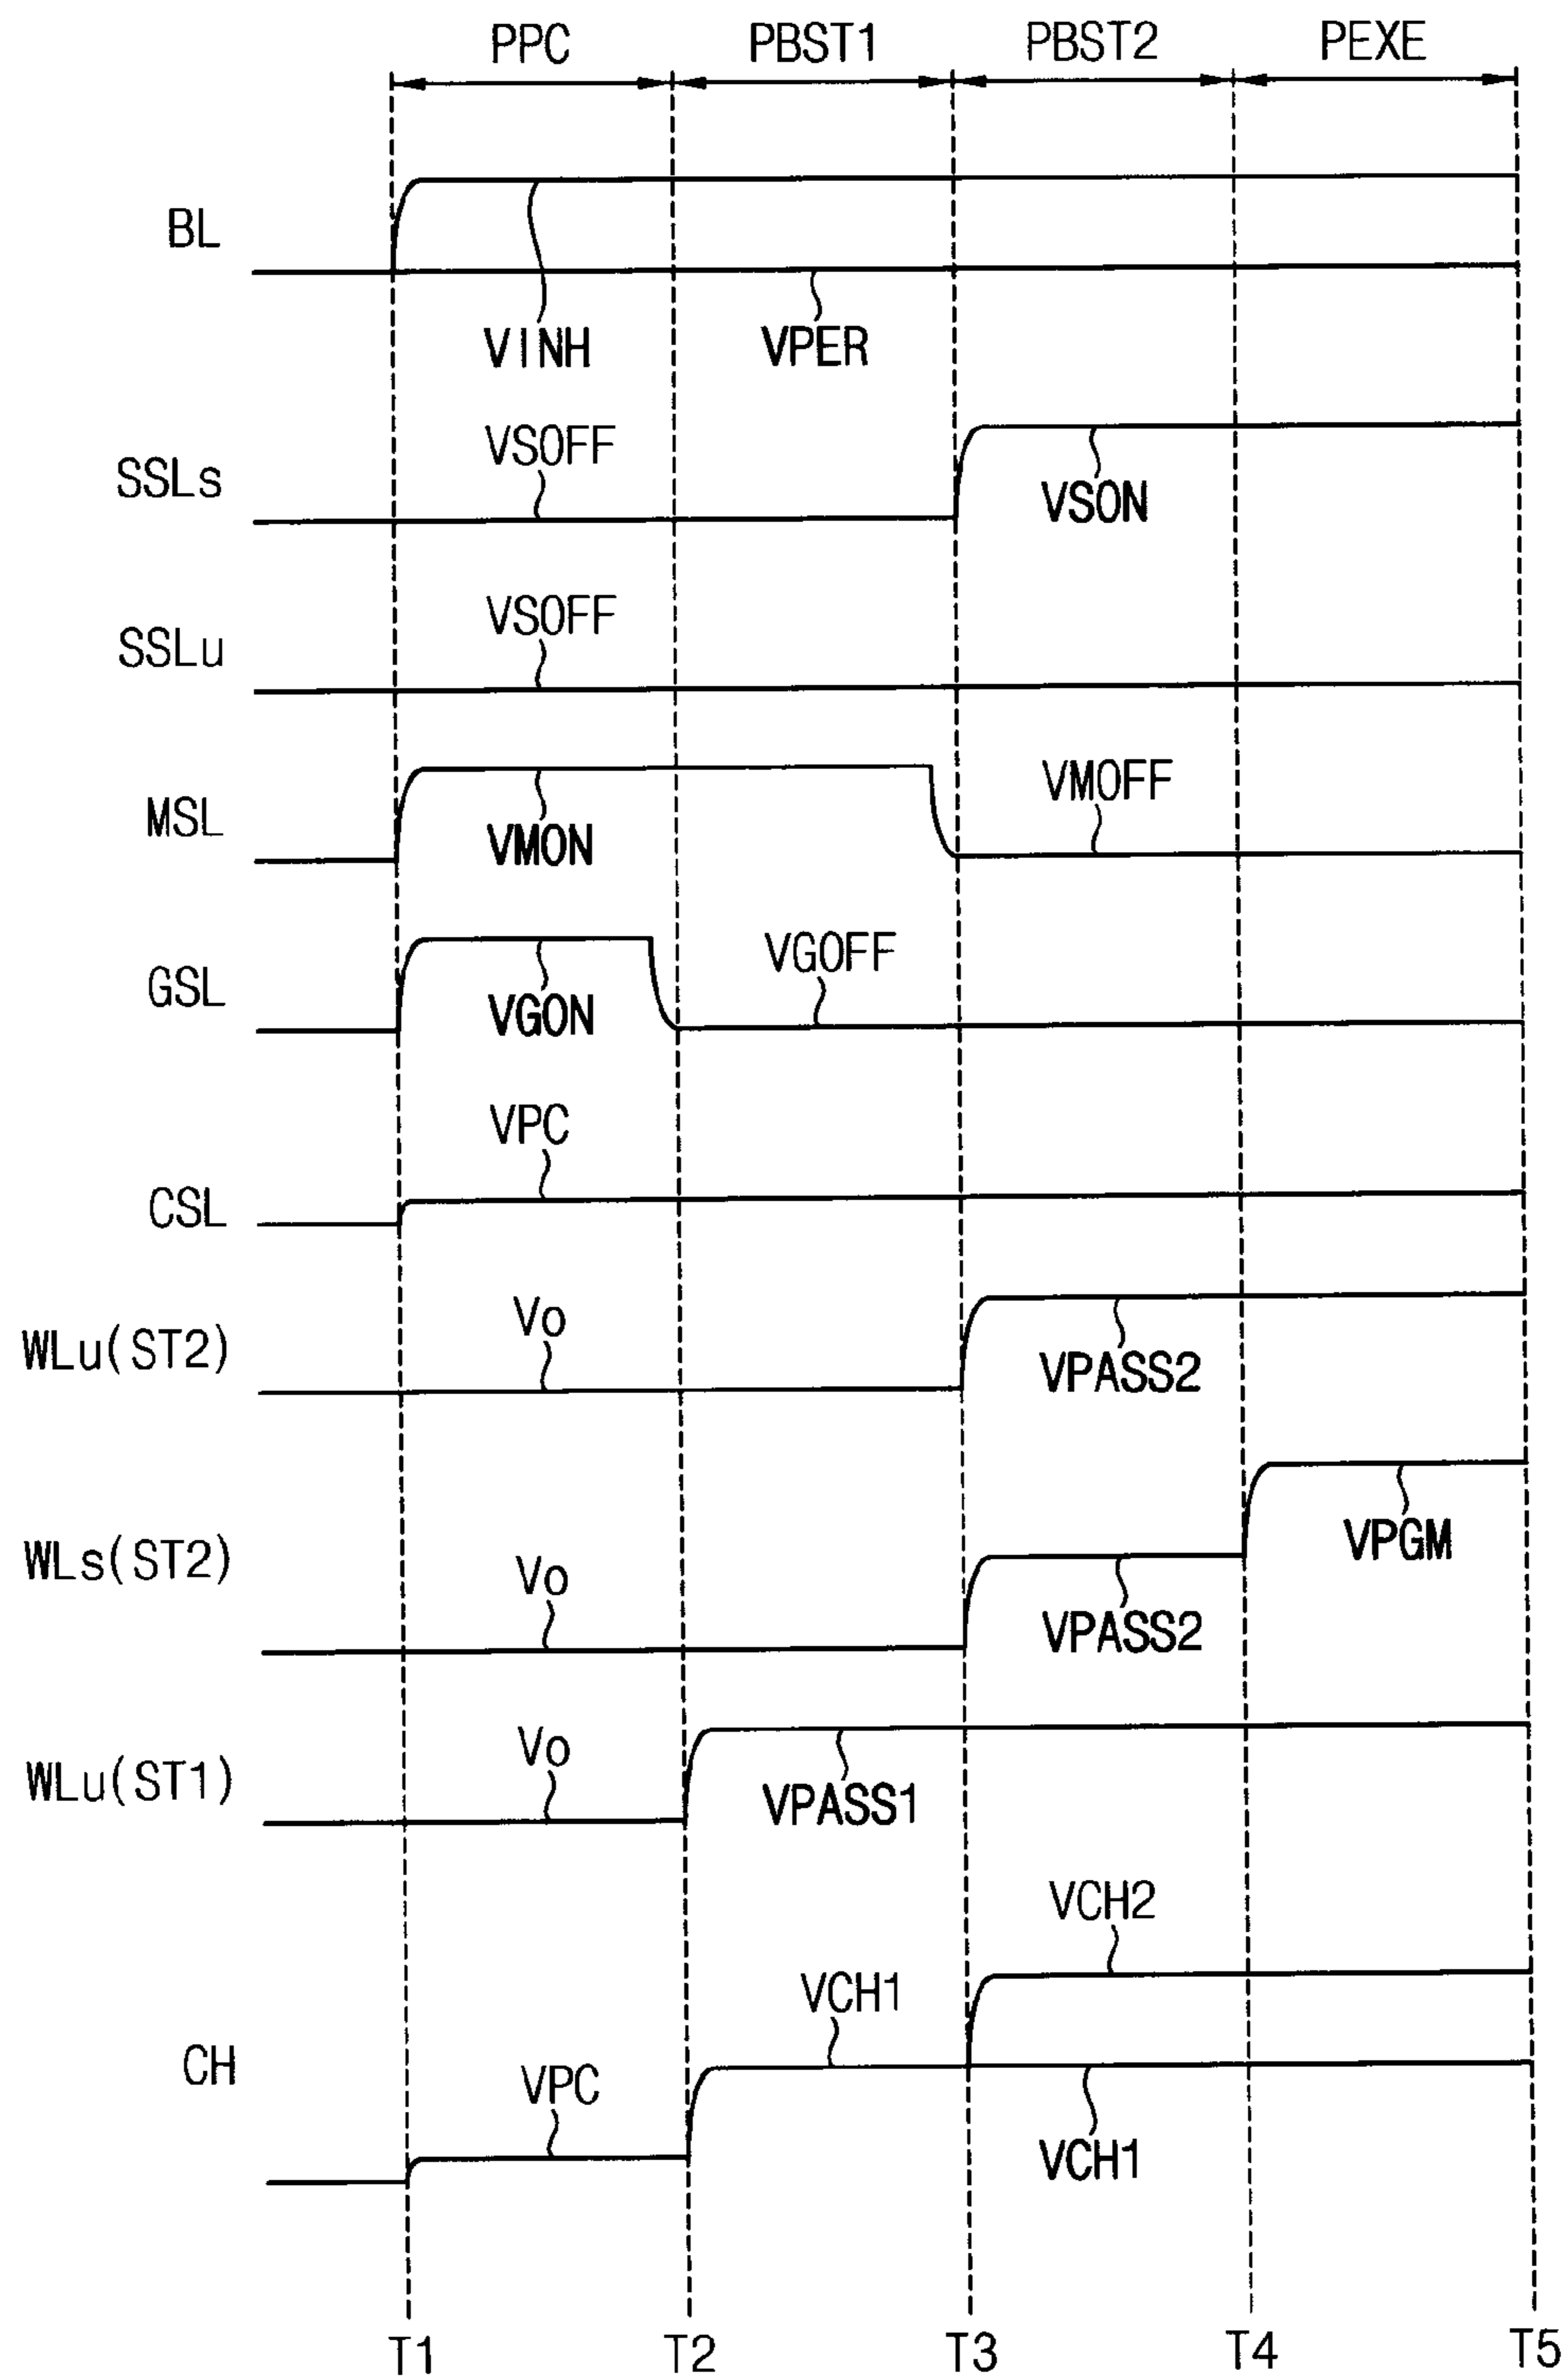 PPC PBST1 PBST2 PEXE
BL
VINH VPER
SSLs VSOFF VSON
SSLu VSOFF
MSL VMON VMOFF
GSL VGON VGOFF
CSL VPC
WLu(ST2) Vo VPASS2
WLs(ST2) Vo VPASS2 VPGM
WLu(ST1) Vo VPASS1
CH VPC VCH1 VCH2 VCH1
T1 T2 T3 T4 T5